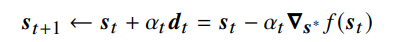 s_{t+1} ← s_t + α_t d_t = s_t − α_t ∇_{s*} f(s_t)